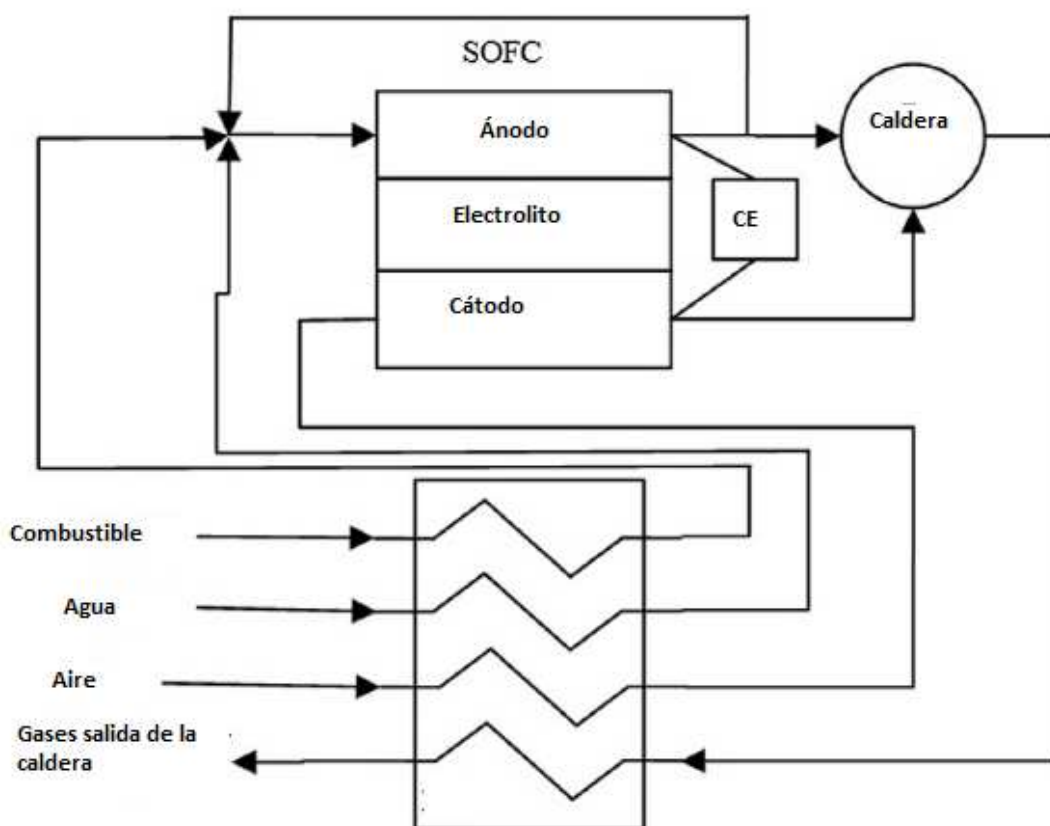 SOFC
Ánodo
Caldera
Electrolito
CE
Cátodo
Combustible
Agua
Aire
Gases salida de la
caldera